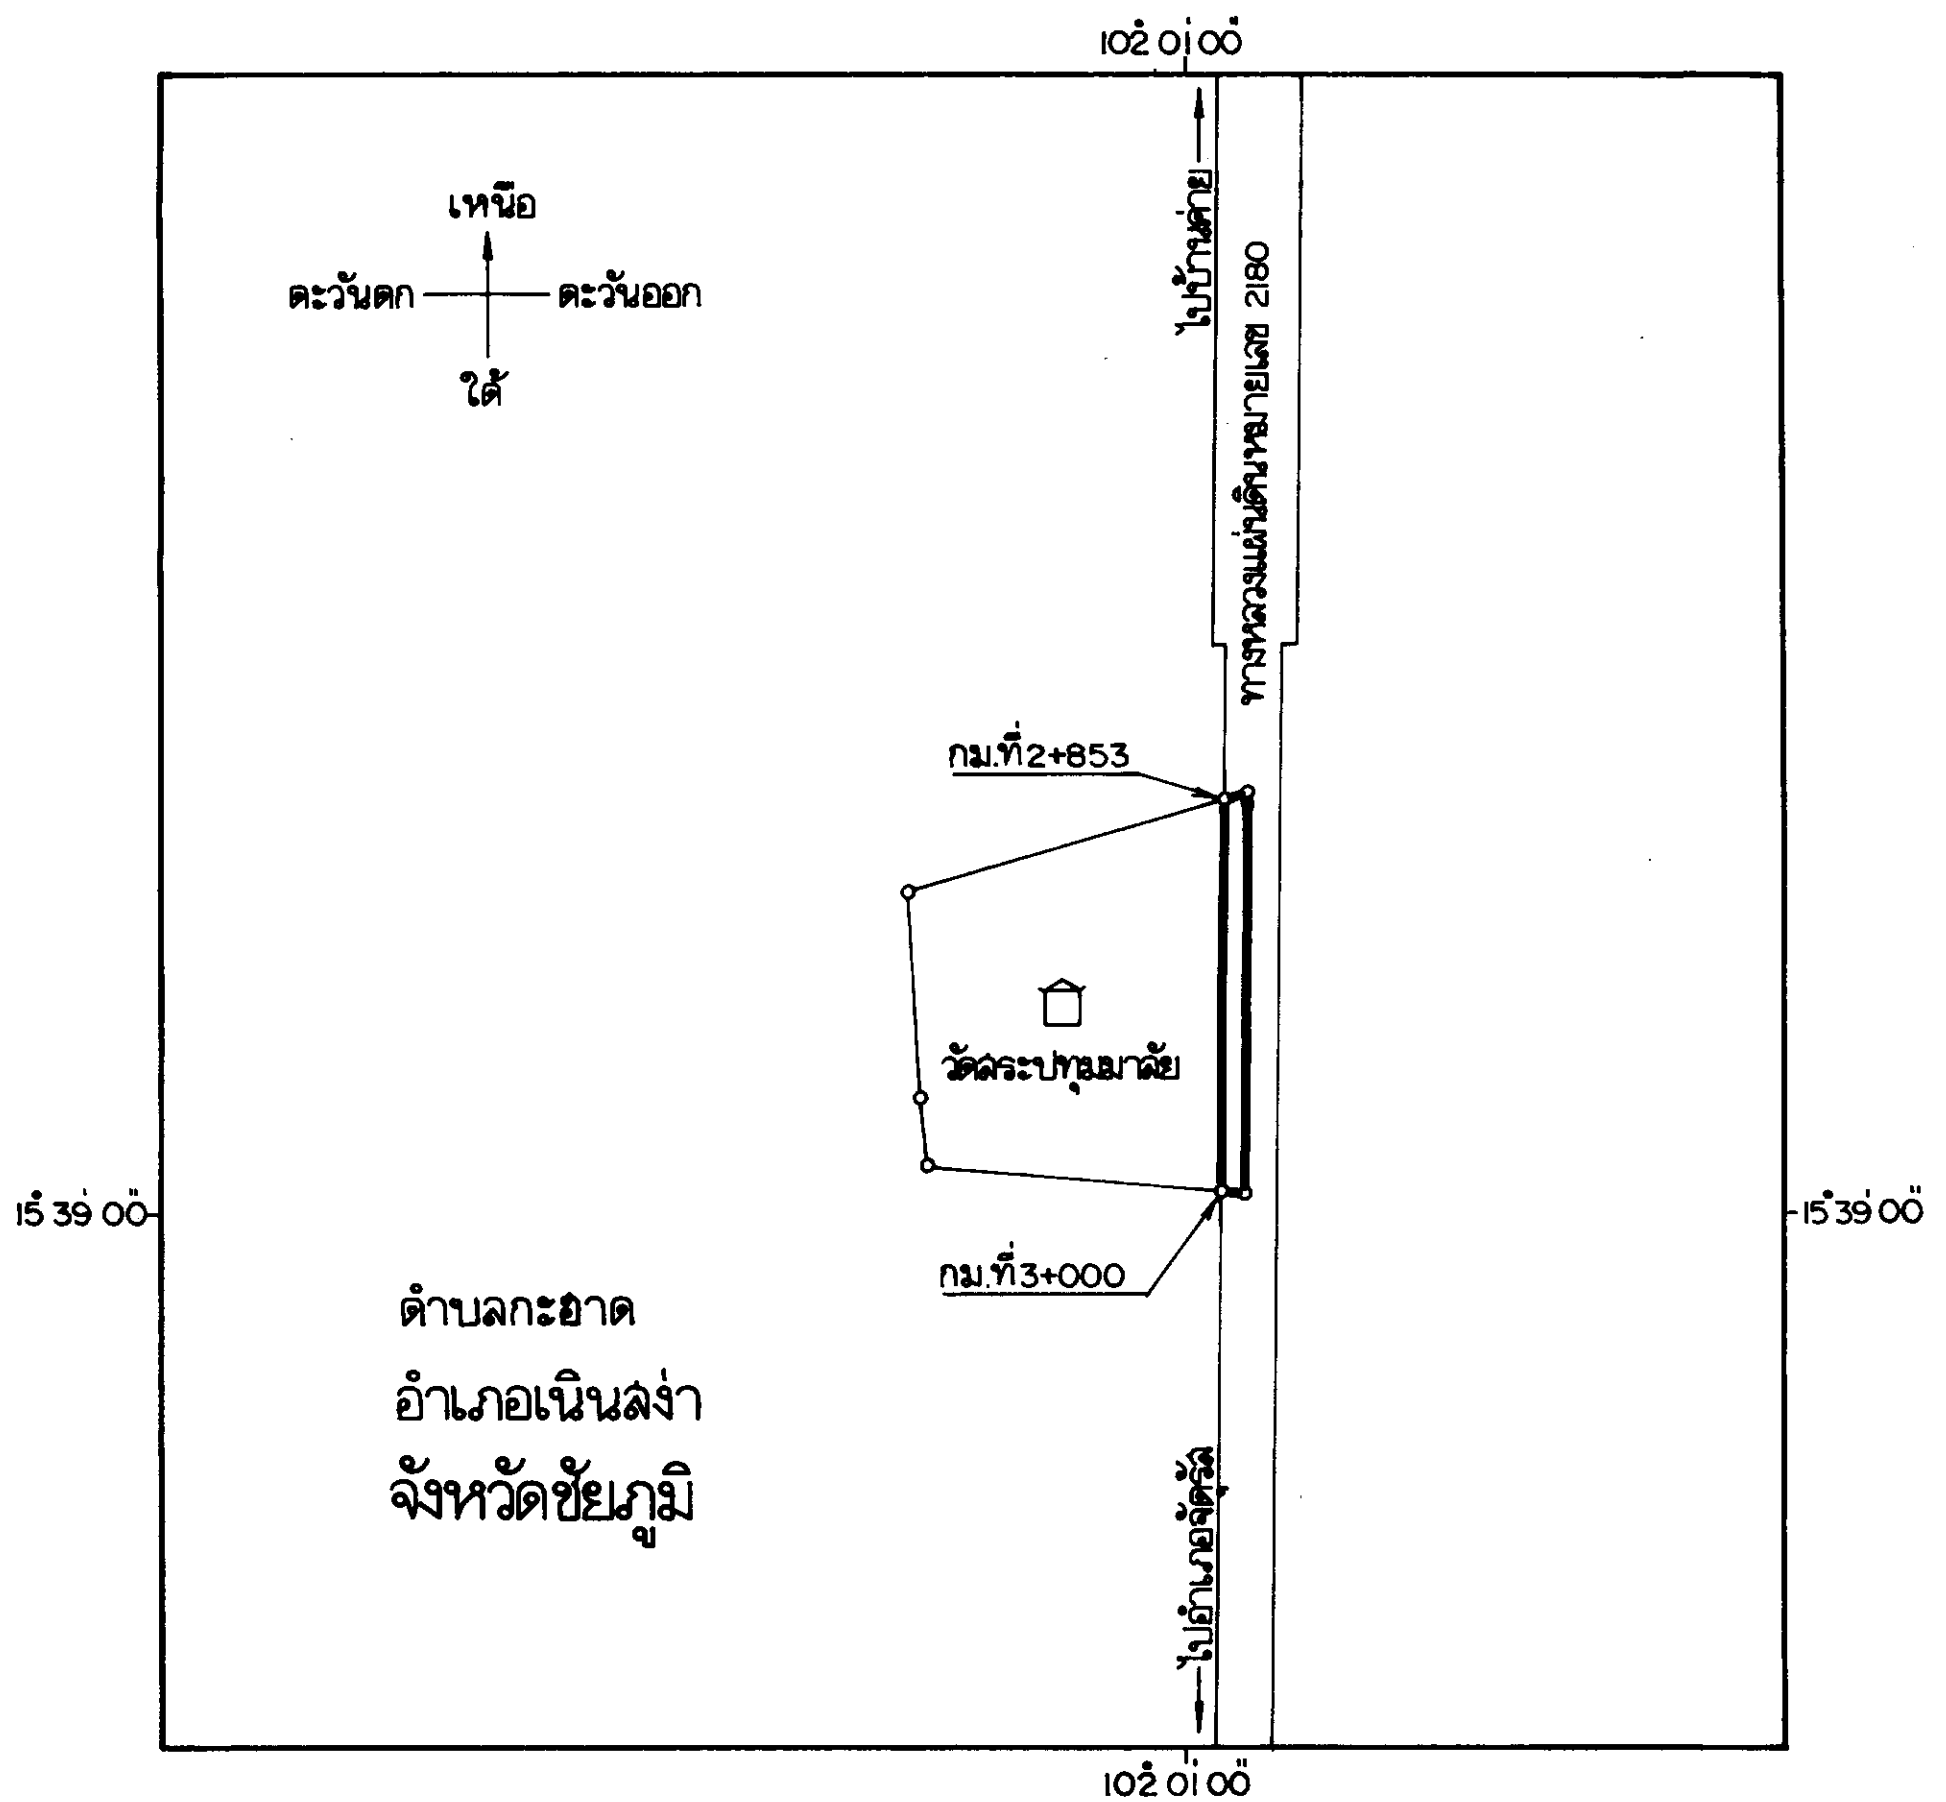 102° 01' 00"
เหนือ
ตะวันตก
ตะวันออก
ใต้
ไปบ้านค่าย
ทางหลวงแผ่นดินหมายเลข 2180
กม.ที่ 2+853
วัดสระปทุมมาลัย
15° 39' 00"
15° 39' 00"
กม.ที่ 3+000
ตำบลกะฮาด
อำเภอเนินสง่า
จังหวัดชัยภูมิ
ไปอำเภอจัตุรัส
102° 01' 00"